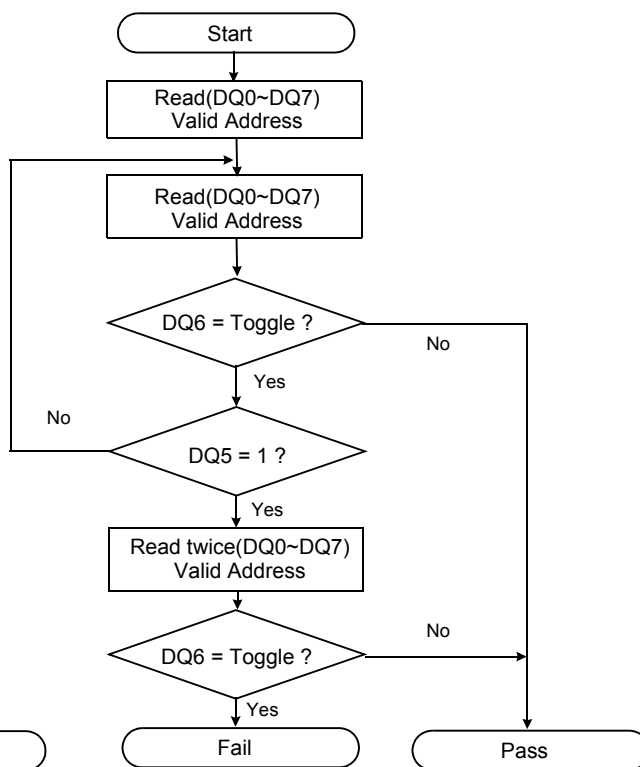 Start
Read(DQ0~DQ7)
Valid Address
Read(DQ0~DQ7)
Valid Address
DQ6 = Toggle ?
No
Yes
No
DQ5 = 1 ?
Yes
Read twice(DQ0~DQ7)
Valid Address
No
DQ6 = Toggle ?
Yes
Fail
Pass